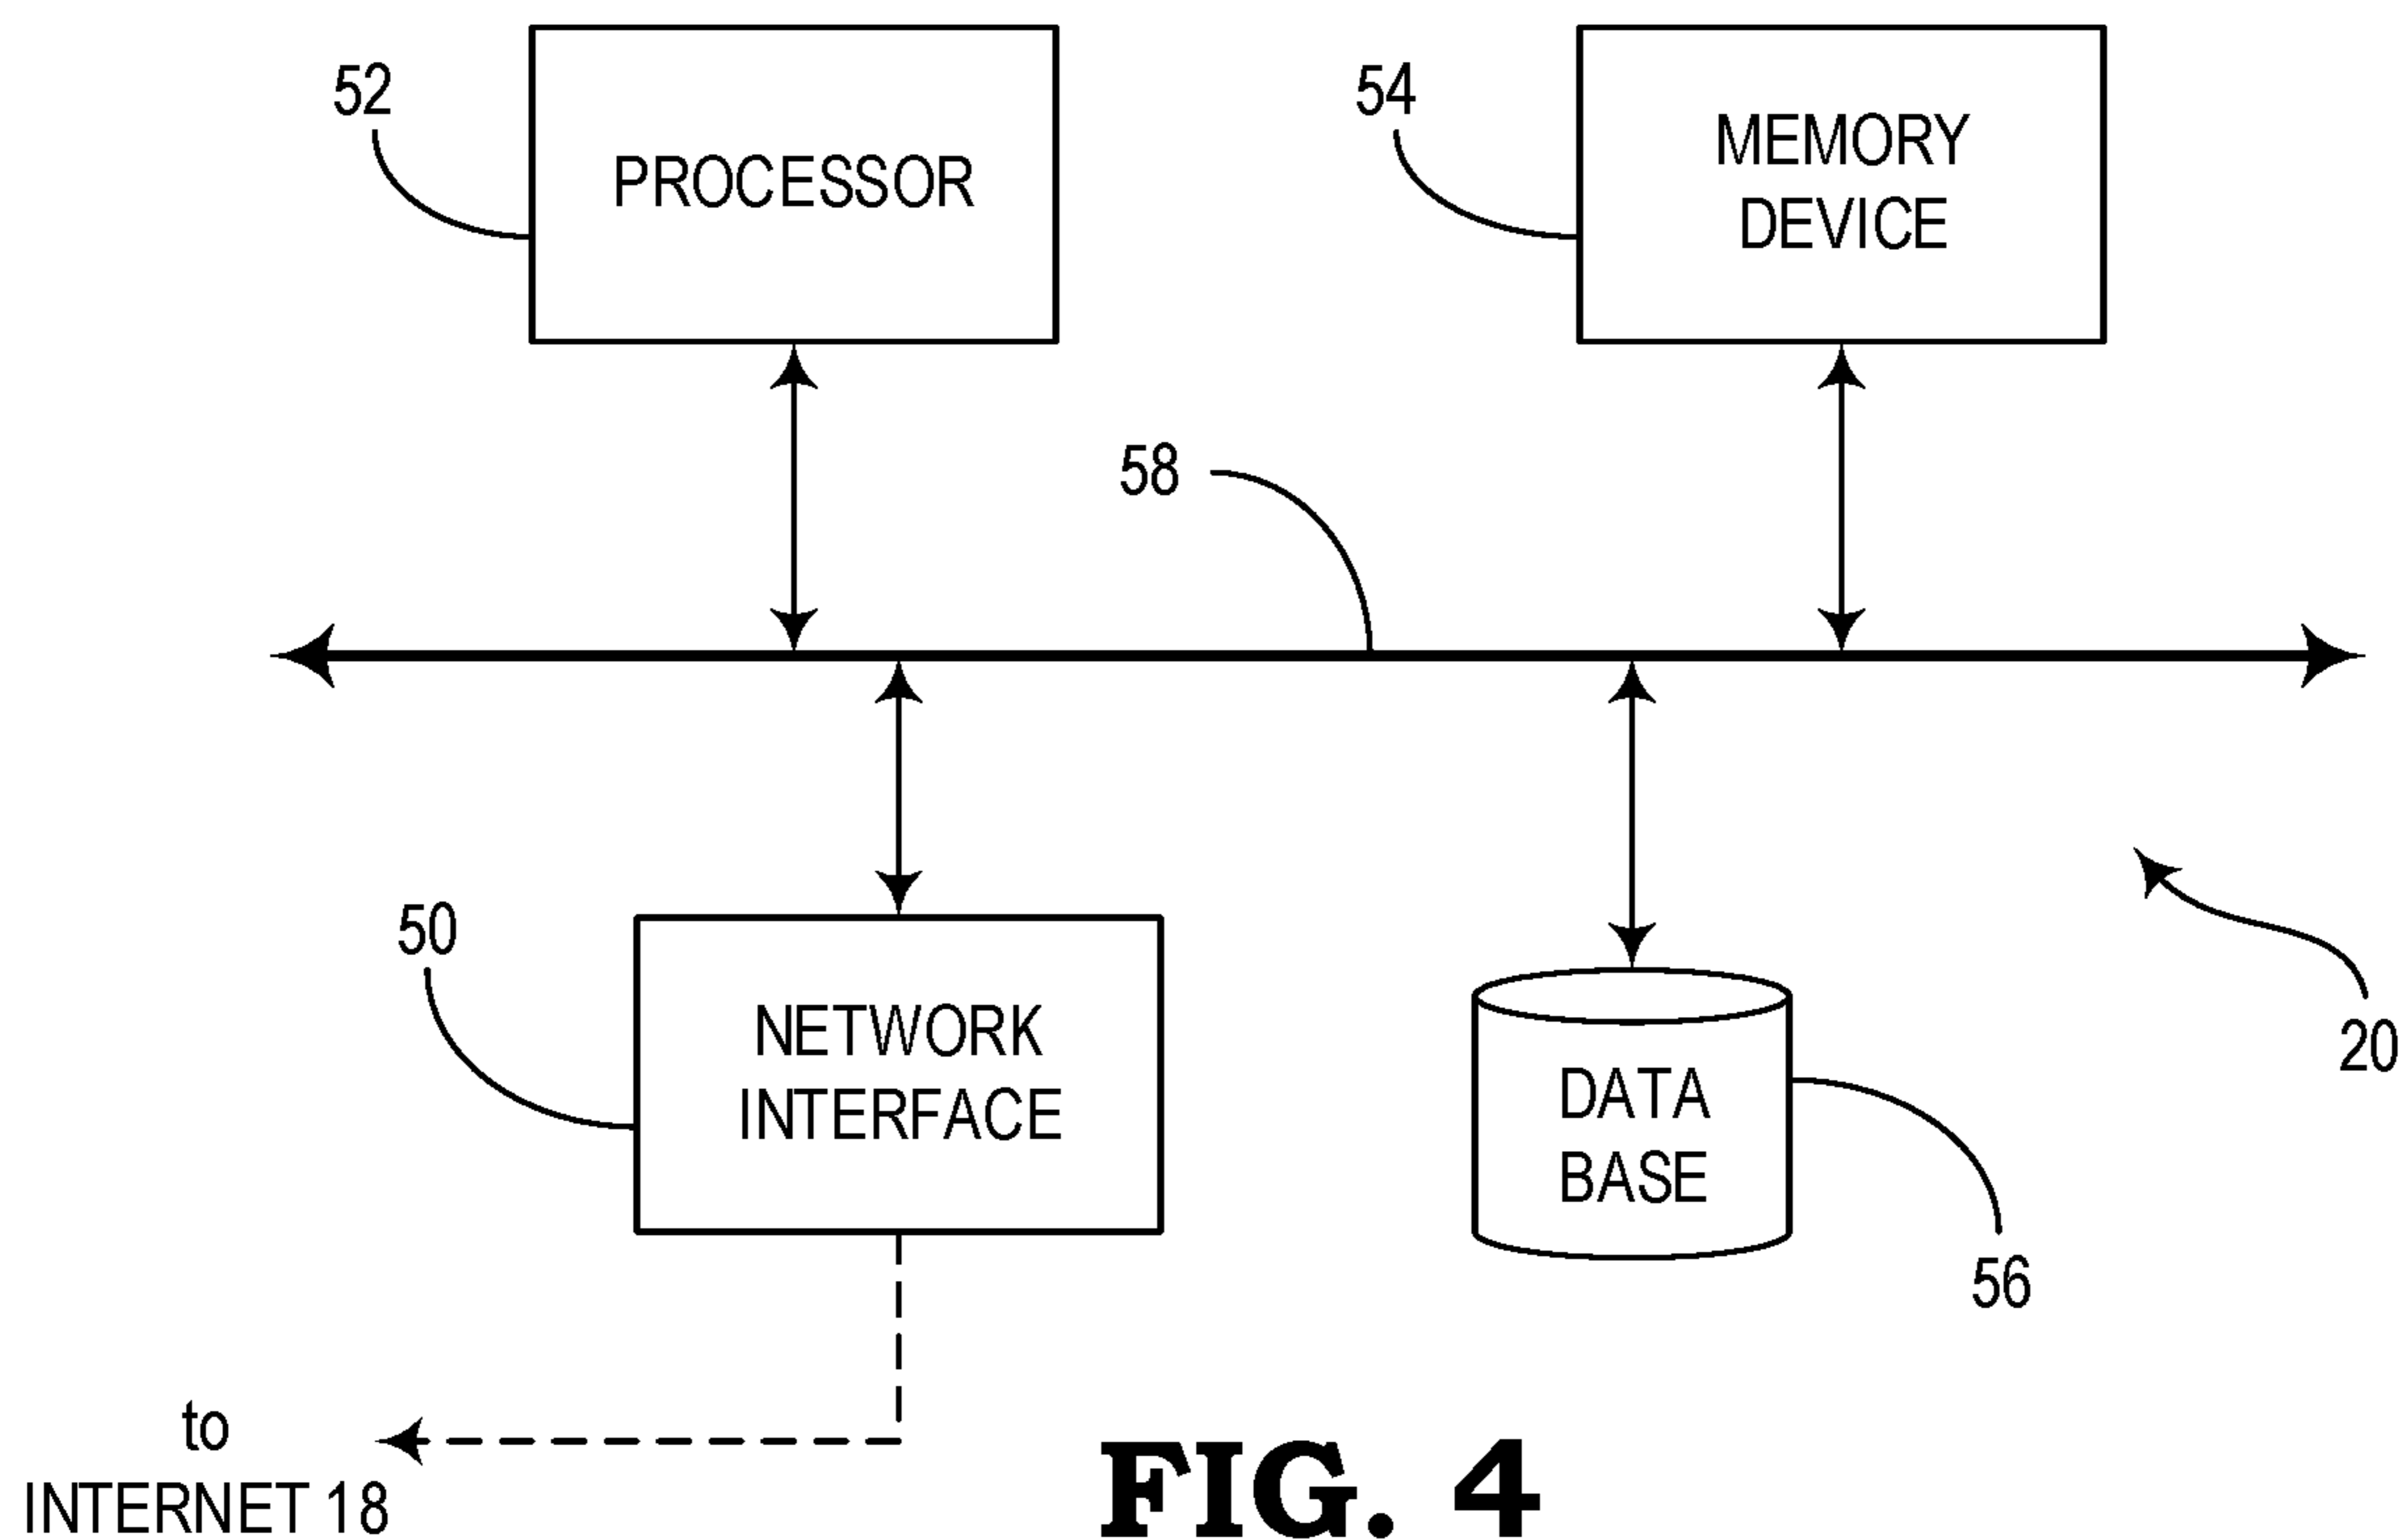 52
PROCESSOR
54
MEMORY
DEVICE
58
50
NETWORK
INTERFACE
DATA
BASE
20
56
to
INTERNET 18
FIG. 4